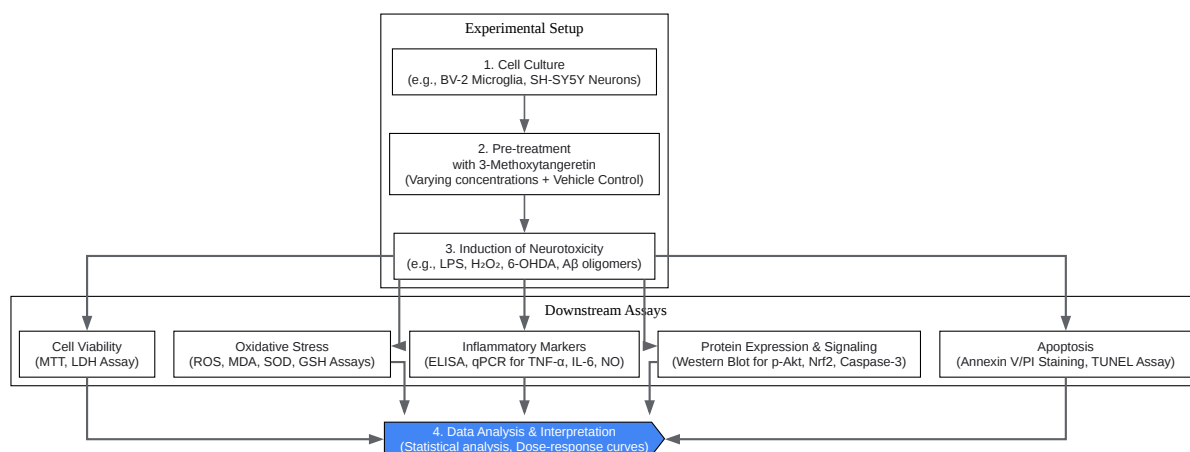 Experimental Setup
1. Cell Culture
(e.g., BV-2 Microglia, SH-SY5Y Neurons)
2. Pre-treatment
with 3-Methoxytangeretin
(Varying concentrations + Vehicle Control)
3. Induction of Neurotoxicity
(e.g., LPS, H₂O₂, 6-OHDA, Aβ oligomers)
Downstream Assays
Cell Viability
(MTT, LDH Assay)
Oxidative Stress
(ROS, MDA, SOD, GSH Assays)
Inflammatory Markers
(ELISA, qPCR for TNF-α, IL-6, NO)
Protein Expression & Signaling
(Western Blot for p-Akt, Nrf2, Caspase-3)
Apoptosis
(Annexin V/PI Staining, TUNEL Assay)
4. Data Analysis & Interpretation
(Statistical analysis, Dose-response curves)